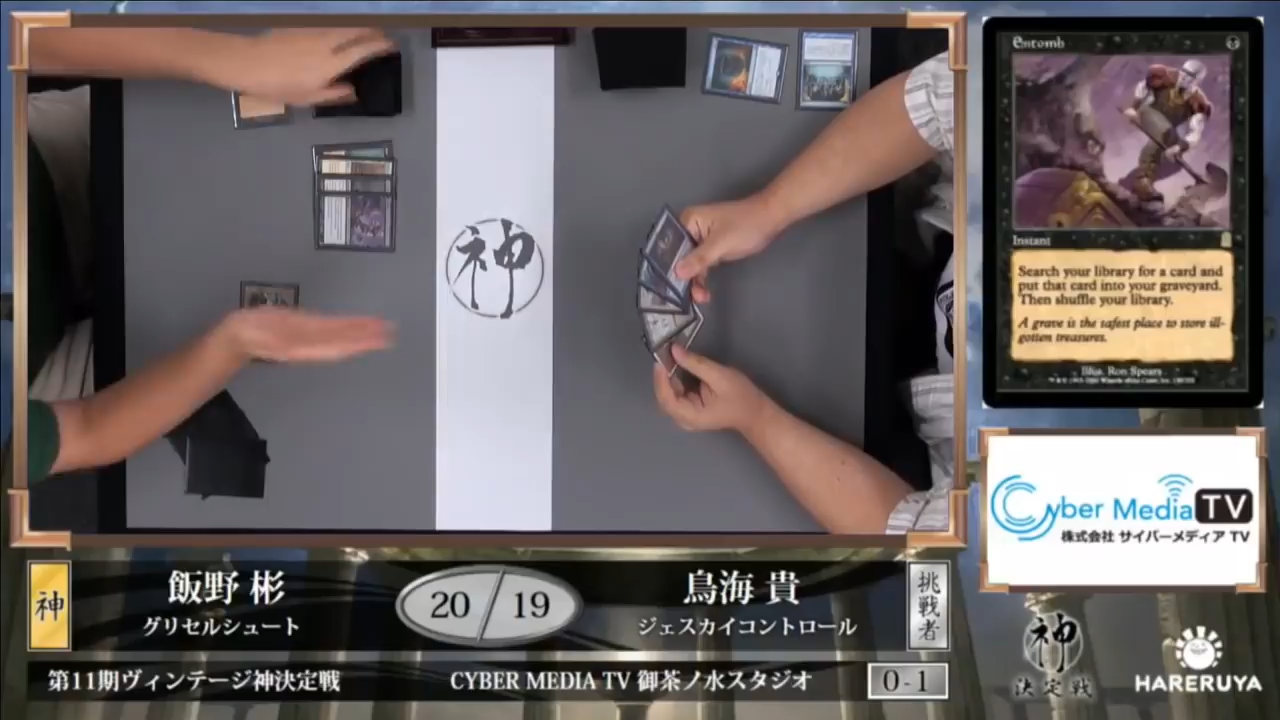 Entomb
Instant
Search your library for a card and
put that card into your graveyard.
Then shuffle your library.
A grave is the safest place to store ill-
gotten treasures.
Illus. Ron Spears
神
Cyber Media TV
株式会社 サイバーメディア TV
神
飯野 彬
グリセルシュート
20 / 19
鳥海 貴
ジェスカイコントロール
挑戦者
第11期ヴィンテージ神決定戦
CYBER MEDIA TV 御茶ノ水スタジオ
0-1
神
決定戦
HARERUYA